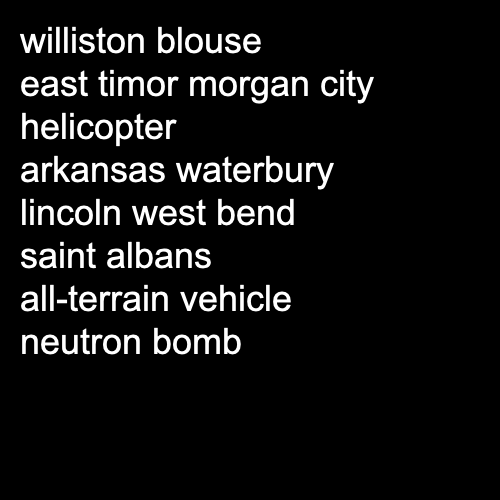 williston blouse
east timor morgan city
helicopter
arkansas waterbury
lincoln west bend
saint albans
all-terrain vehicle
neutron bomb